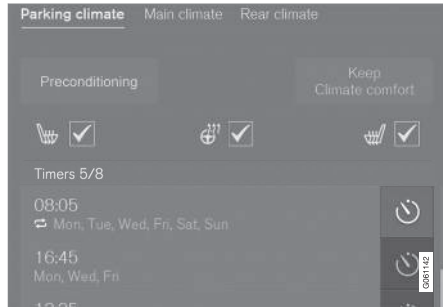 Parking climate Main climate Rear climate
Preconditioning
Keep
Climate comfort
Timers 5/8
08:05
Mon, Tue, Wed, Fri, Sat, Sun
16:45
Mon, Wed, Fri
G061142